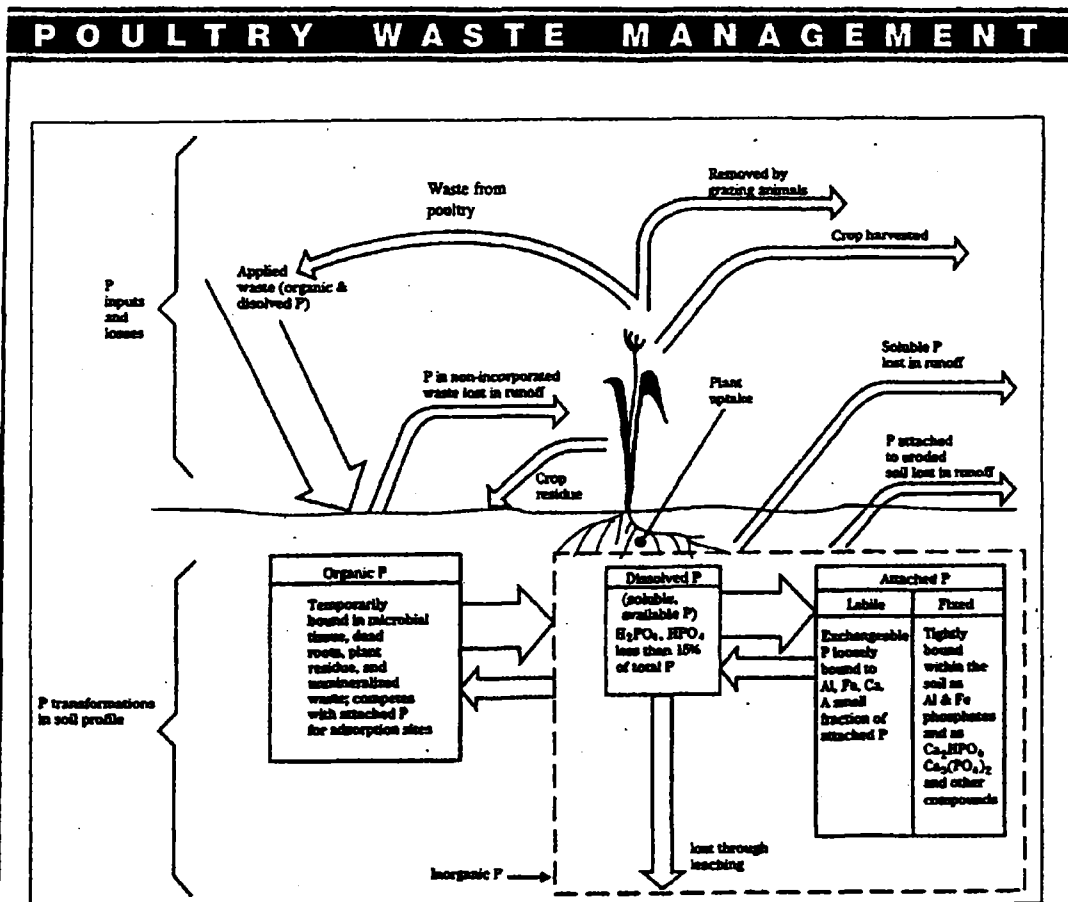 POULTRY WASTE MANAGEMENT
Waste from
poultry
Removed by
grazing animals
Crop harvested
Applied
waste (organic &
disolved P)
P
inputs
and
losses
P in non-incorporated
waste lost in runoff
Plant
uptake
Soluble P
lost in runoff
P attached
to eroded
soil lost in runoff
Crop
residue
Organic P
Temporarily
bound in microbial
tissue, dead
roots, plant
residue, and
unmineralized
waste; competes
with attached P
for adsorption sites
Dissolved P
(soluble,
available P)
H₂PO₄, HPO₄
less than 15%
of total P
Attached P
Labile
Exchangeable
P loosely
bound to
Al, Fe, Ca.
A small
fraction of
attached P
Fixed
Tightly
bound
within the
soil as
Al & Fe
phosphates
and as
Ca₂HPO₄
Ca₃(PO₄)₂
and other
compounds
P transformations
in soil profile
lost through
leaching
Inorganic P